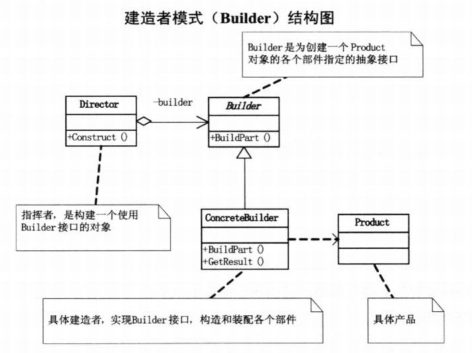 建造者模式（Builder）结构图
Builder是为创建一个Product
对象的各个部件指定的抽象接口
Director
-builder
Builder
+Construct ()
+BuildPart ()
指挥者，是构建一个使用
Builder接口的对象
ConcreteBuilder
Product
+BuildPart ()
+GetResult ()
具体建造者，实现Builder接口，构造和装配各个部件
具体产品